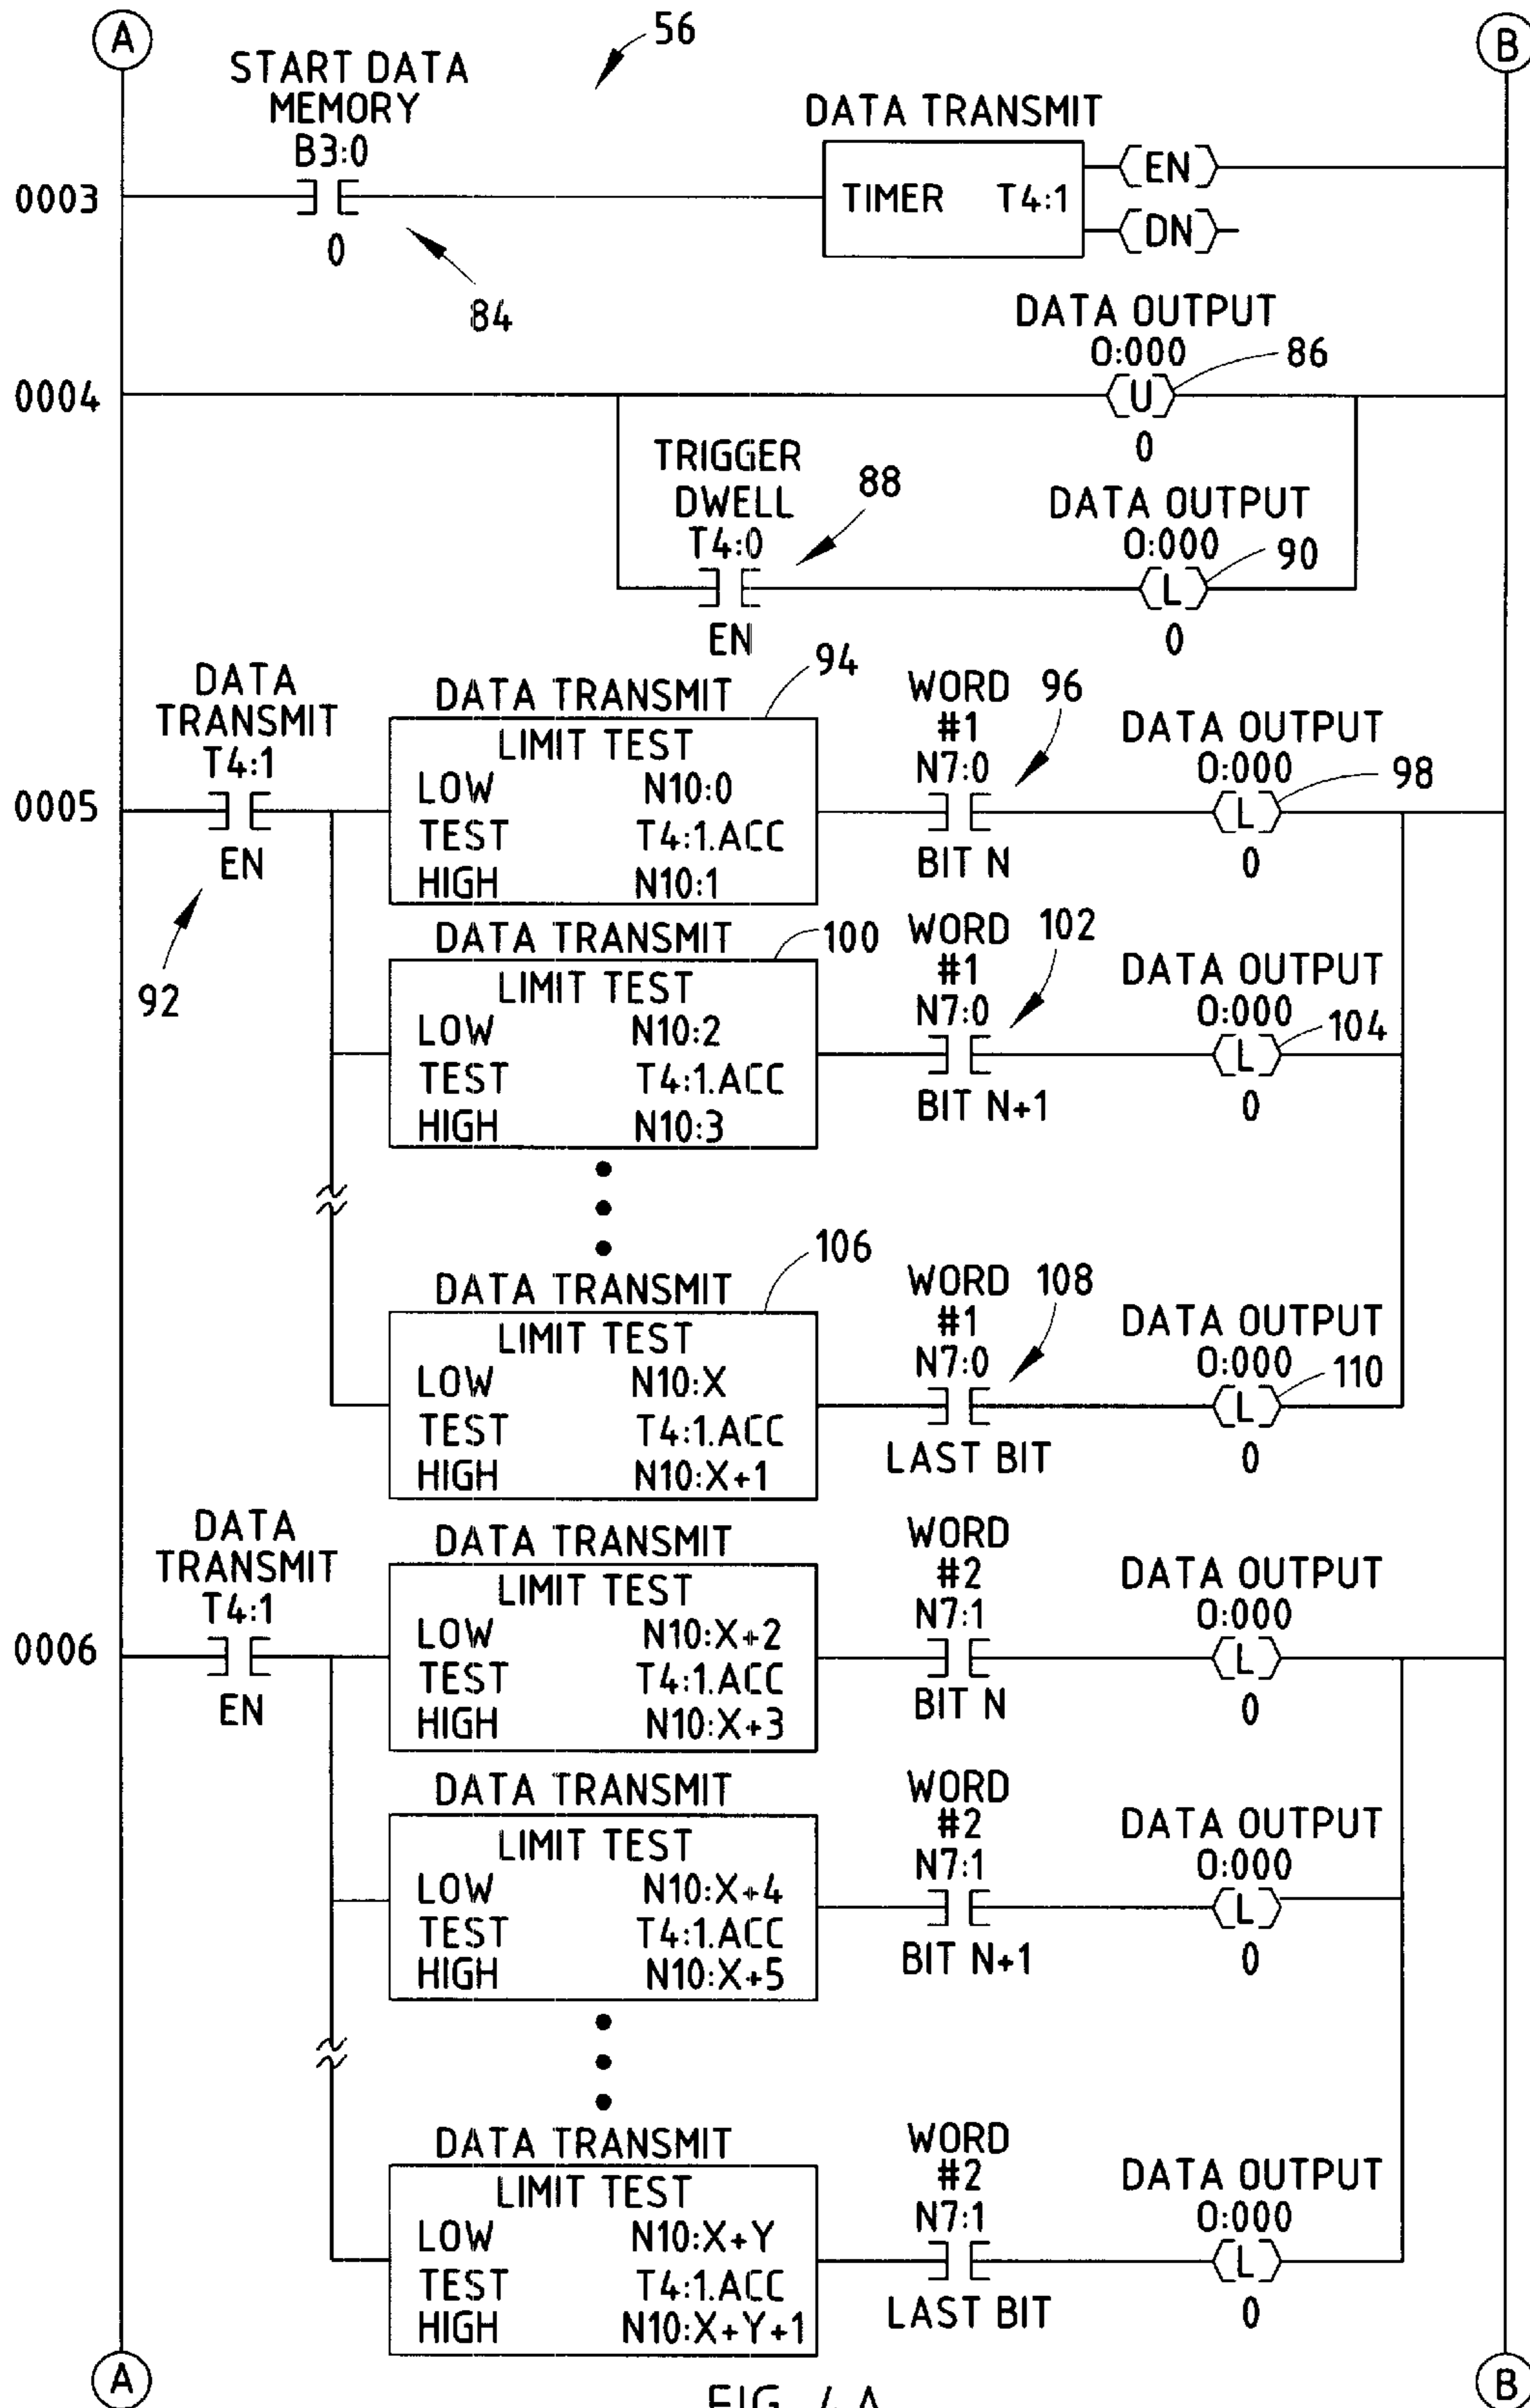 A
B
56
START DATA
MEMORY
B3:0
0003
0
84
DATA TRANSMIT
TIMER T4:1
EN
DN
DATA OUTPUT
O:000
86
0004
U
0
TRIGGER
DWELL
T4:0
88
EN
DATA OUTPUT
O:000
90
L
0
DATA
TRANSMIT
T4:1
0005
EN
92
94
DATA TRANSMIT
LIMIT TEST
LOW N10:0
TEST T4:1.ACC
HIGH N10:1
WORD 96
#1
N7:0
BIT N
DATA OUTPUT
O:000
98
L
0
DATA TRANSMIT
100
LIMIT TEST
LOW N10:2
TEST T4:1.ACC
HIGH N10:3
WORD 102
#1
N7:0
BIT N+1
DATA OUTPUT
O:000
104
L
0
106
DATA TRANSMIT
LIMIT TEST
LOW N10:X
TEST T4:1.ACC
HIGH N10:X+1
WORD 108
#1
N7:0
LAST BIT
DATA OUTPUT
O:000
110
L
0
DATA
TRANSMIT
T4:1
0006
EN
DATA TRANSMIT
LIMIT TEST
LOW N10:X+2
TEST T4:1.ACC
HIGH N10:X+3
WORD
#2
N7:1
BIT N
DATA OUTPUT
O:000
L
0
DATA TRANSMIT
LIMIT TEST
LOW N10:X+4
TEST T4:1.ACC
HIGH N10:X+5
WORD
#2
N7:1
BIT N+1
DATA OUTPUT
O:000
L
0
DATA TRANSMIT
LIMIT TEST
LOW N10:X+Y
TEST T4:1.ACC
HIGH N10:X+Y+1
WORD
#2
N7:1
LAST BIT
DATA OUTPUT
O:000
L
0
A
B
FIG. 4A